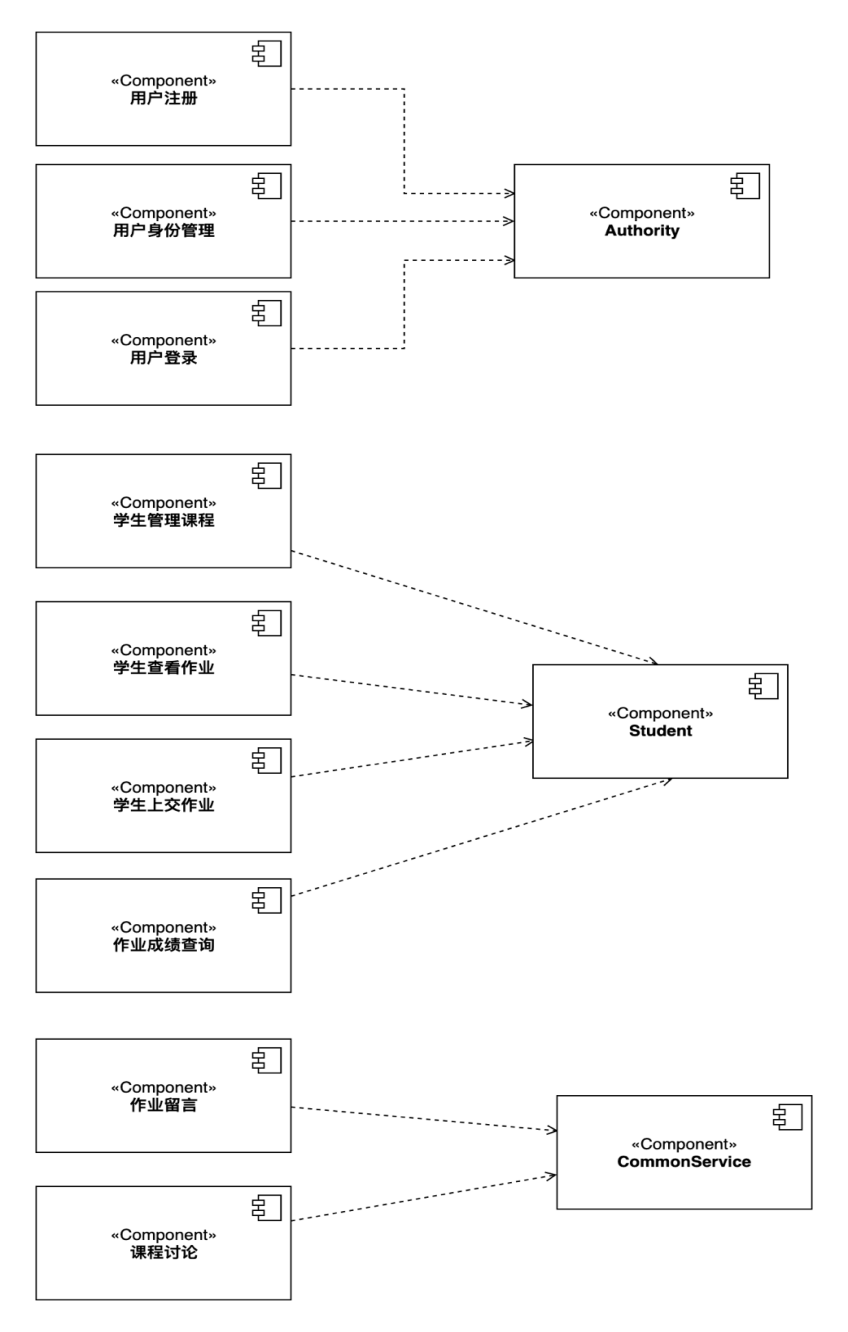 «Component»
用户注册
«Component»
用户身份管理
«Component»
Authority
«Component»
用户登录
«Component»
学生管理课程
«Component»
学生查看作业
«Component»
Student
«Component»
学生上交作业
«Component»
作业成绩查询
«Component»
作业留言
«Component»
CommonService
«Component»
课程讨论